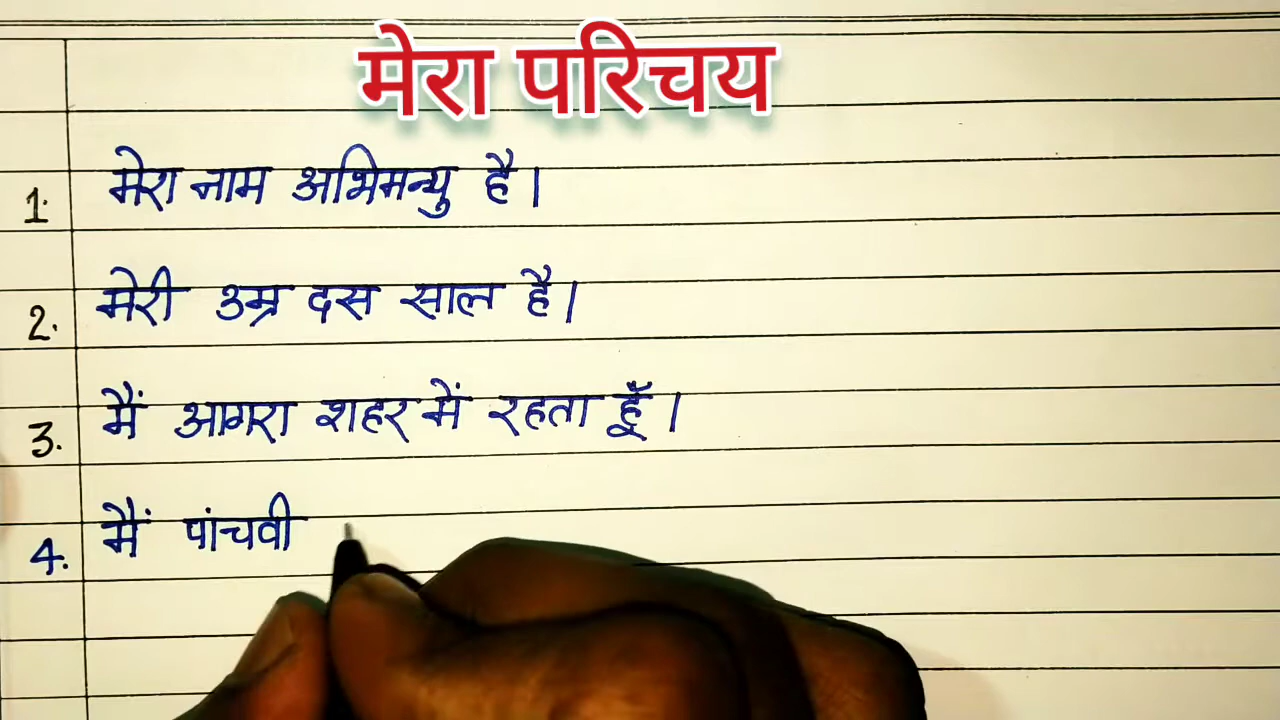 मेरा परिचय
1. मेरा नाम अभिमन्यु है।
2. मेरी उम्र दस साल है।
3. मैं आगरा शहर में रहता हूँ।
4. मैं पांचवी